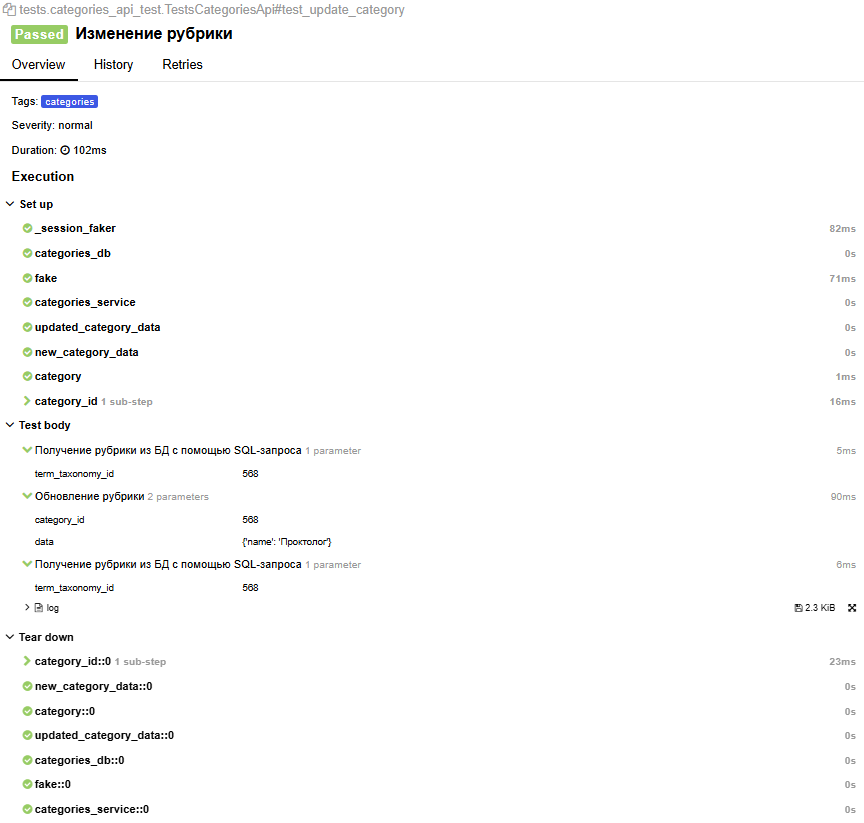 tests.categories_api_test.TestsCategoriesApi#test_update_category
Passed Изменение рубрики
Overview History Retries
Tags: categories
Severity: normal
Duration: 102ms
Execution
Set up
_session_faker 82ms
categories_db 0s
fake 71ms
categories_service 0s
updated_category_data 0s
new_category_data 0s
category 1ms
category_id 1 sub-step 16ms
Test body
Получение рубрики из БД с помощью SQL-запроса 1 parameter 5ms
term_taxonomy_id 568
Обновление рубрики 2 parameters 90ms
category_id 568
data {'name': 'Проктолог'}
Получение рубрики из БД с помощью SQL-запроса 1 parameter 6ms
term_taxonomy_id 568
log 2.3 KiB
Tear down
category_id::0 1 sub-step 23ms
new_category_data::0 0s
category::0 0s
updated_category_data::0 0s
categories_db::0 0s
fake::0 0s
categories_service::0 0s